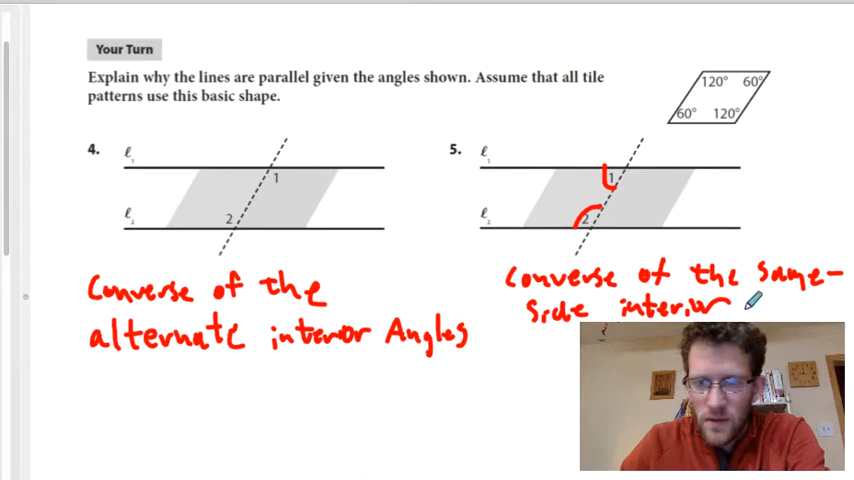 Your Turn
Explain why the lines are parallel given the angles shown. Assume that all tile
patterns use this basic shape.
120° 60°
60° 120°
4.
ℓ₁
1
2
ℓ₂
5.
ℓ₁
1
2
ℓ₂
Converse of the
alternate interior Angles
Converse of the same-
side interior